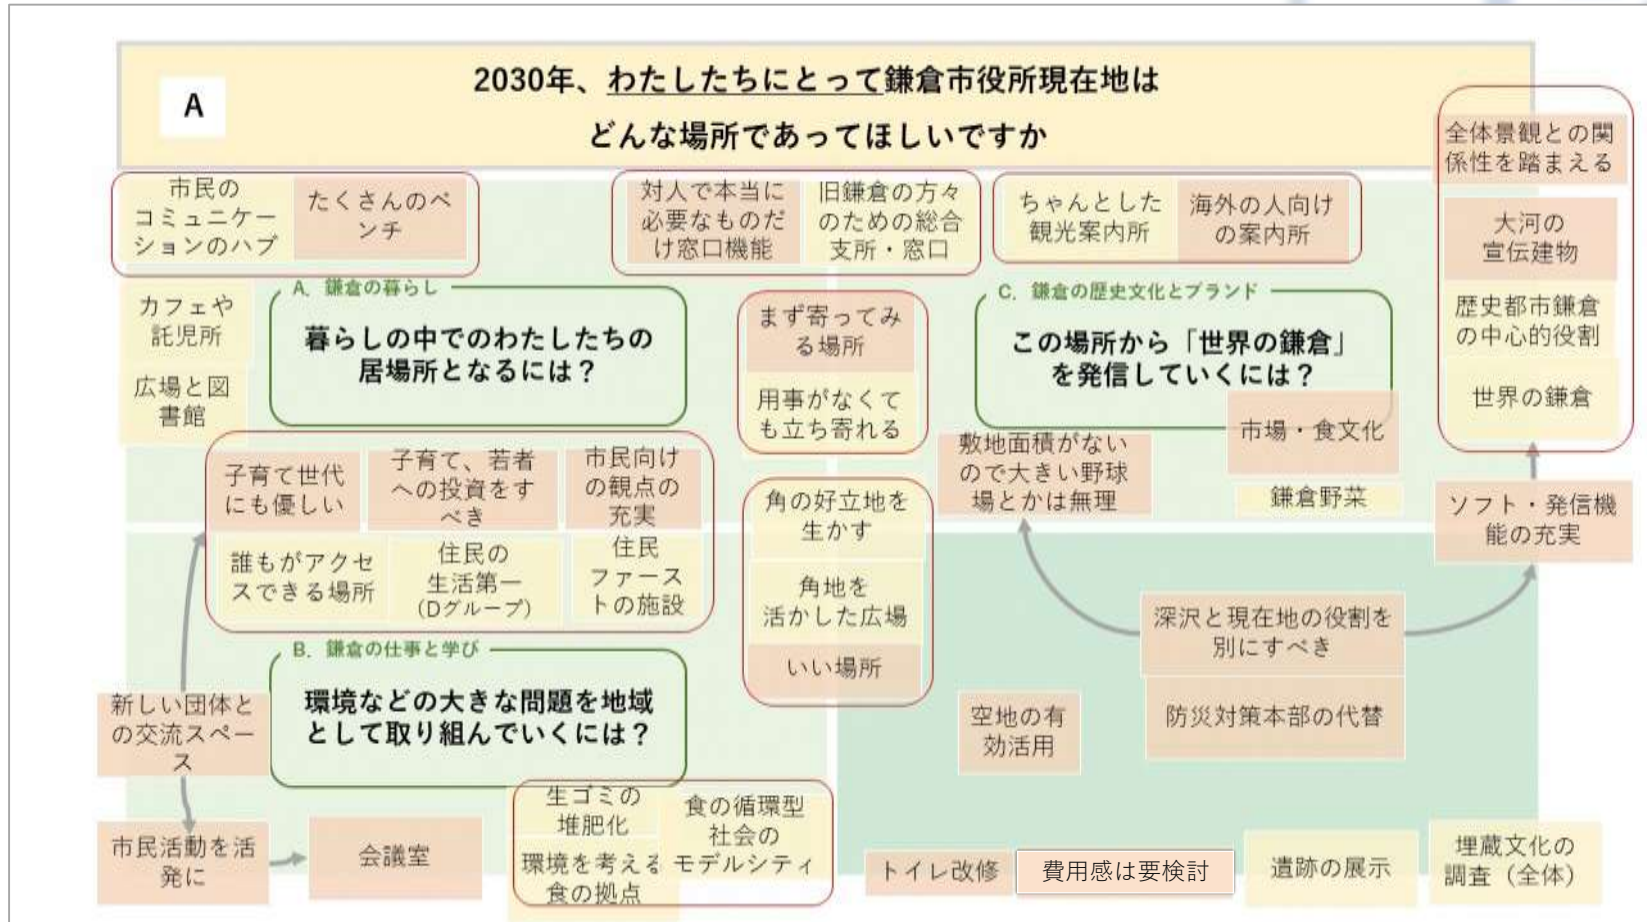 A
2030年、わたしたちにとって鎌倉市役所現在地は
どんな場所であってほしいですか
市民の
コミュニケー
ションのハブ
たくさんのベ
ンチ
対人で本当に
必要なものだ
け窓口機能
旧鎌倉の方々
のための総合
支所・窓口
ちゃんとした
観光案内所
海外の人向け
の案内所
全体景観との関
係性を踏まえる
大河の
宣伝建物
歴史都市鎌倉
の中心的役割
世界の鎌倉
カフェや
託児所
広場と図
書館
A. 鎌倉の暮らし
暮らしの中でのわたしたちの
居場所となるには？
まず寄ってみ
る場所
用事がなくて
も立ち寄れる
C. 鎌倉の歴史文化とブランド
この場所から「世界の鎌倉」
を発信していくには？
市場・食文化
鎌倉野菜
敷地面積がない
ので大きい野球
場とかは無理
ソフト・発信機
能の充実
子育て世代
にも優しい
子育て、若者
への投資をす
べき
市民向け
の観点の
充実
誰もがアクセ
スできる場所
住民の
生活第一
（Dグループ）
住民
ファース
トの施設
角の好立地を
生かす
角地を
活かした広場
いい場所
深沢と現在地の役割を
別にすべき
防災対策本部の代替
空地の有
効活用
B. 鎌倉の仕事と学び
環境などの大きな問題を地域
として取り組んでいくには？
新しい団体と
の交流スペー
ス
市民活動を活
発に
会議室
生ゴミの
堆肥化
環境を考える
食の拠点
食の循環型
社会の
モデルシティ
トイレ改修
費用感は要検討
遺跡の展示
埋蔵文化の
調査（全体）